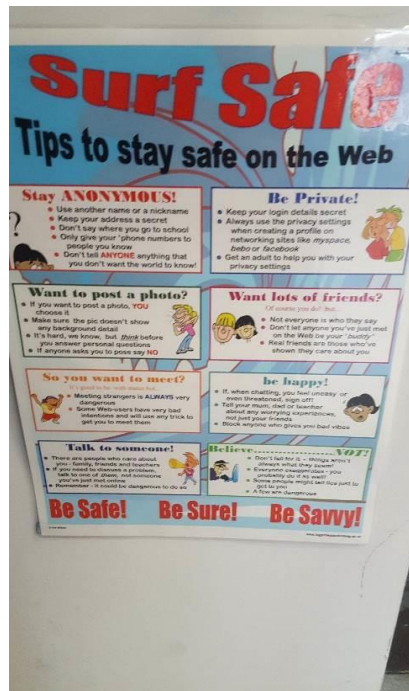 Surf Safe
Tips to stay safe on the Web
Stay ANONYMOUS!
Use another name or a nickname
Keep your address a secret
Don't say where you go to school
Only give your 'phone numbers to
people you know
Don't tell ANYONE anything that
you don't want the world to know!
Be Private!
Keep your login details secret
Always use the privacy settings
when creating a profile on
networking sites like myspace,
bebo or facebook
Get an adult to help you with your
privacy settings
Want to post a photo?
If you want to post a photo, YOU
choose it
Make sure the pic doesn't show
any background detail
It's hard, we know, but think before
you answer personal questions
If anyone asks you to pose say NO
Want lots of friends?
Of course you do! But...
Not everyone is who they say
Don't let anyone you've just met
on the Web be your "buddy"
Real friends are those who've
shown they care about you
So you want to meet?
Meeting strangers is ALWAYS very
dangerous
Some Web-users have very bad
intentions and will use any trick to
get you to meet them
be happy!
If, when chatting, you feel uneasy or
even threatened, sign off!
Tell your mum, dad or teacher
about any worrying experiences,
not just your friends
Block anyone who gives you bad vibes
Talk to someone!
There are people who care about
you - family, friends and teachers
If you need to discuss a problem,
talk to one of them, not someone
you've just met online
Remember - it could be dangerous to do so
Believe....................NOT!
Don't fall for it - things aren't
always what they seem!
Everyone exaggerates - you
probably do it as well!
Some people might tell lies just to
get to you
A few are dangerous
Be Safe! Be Sure! Be Savvy!